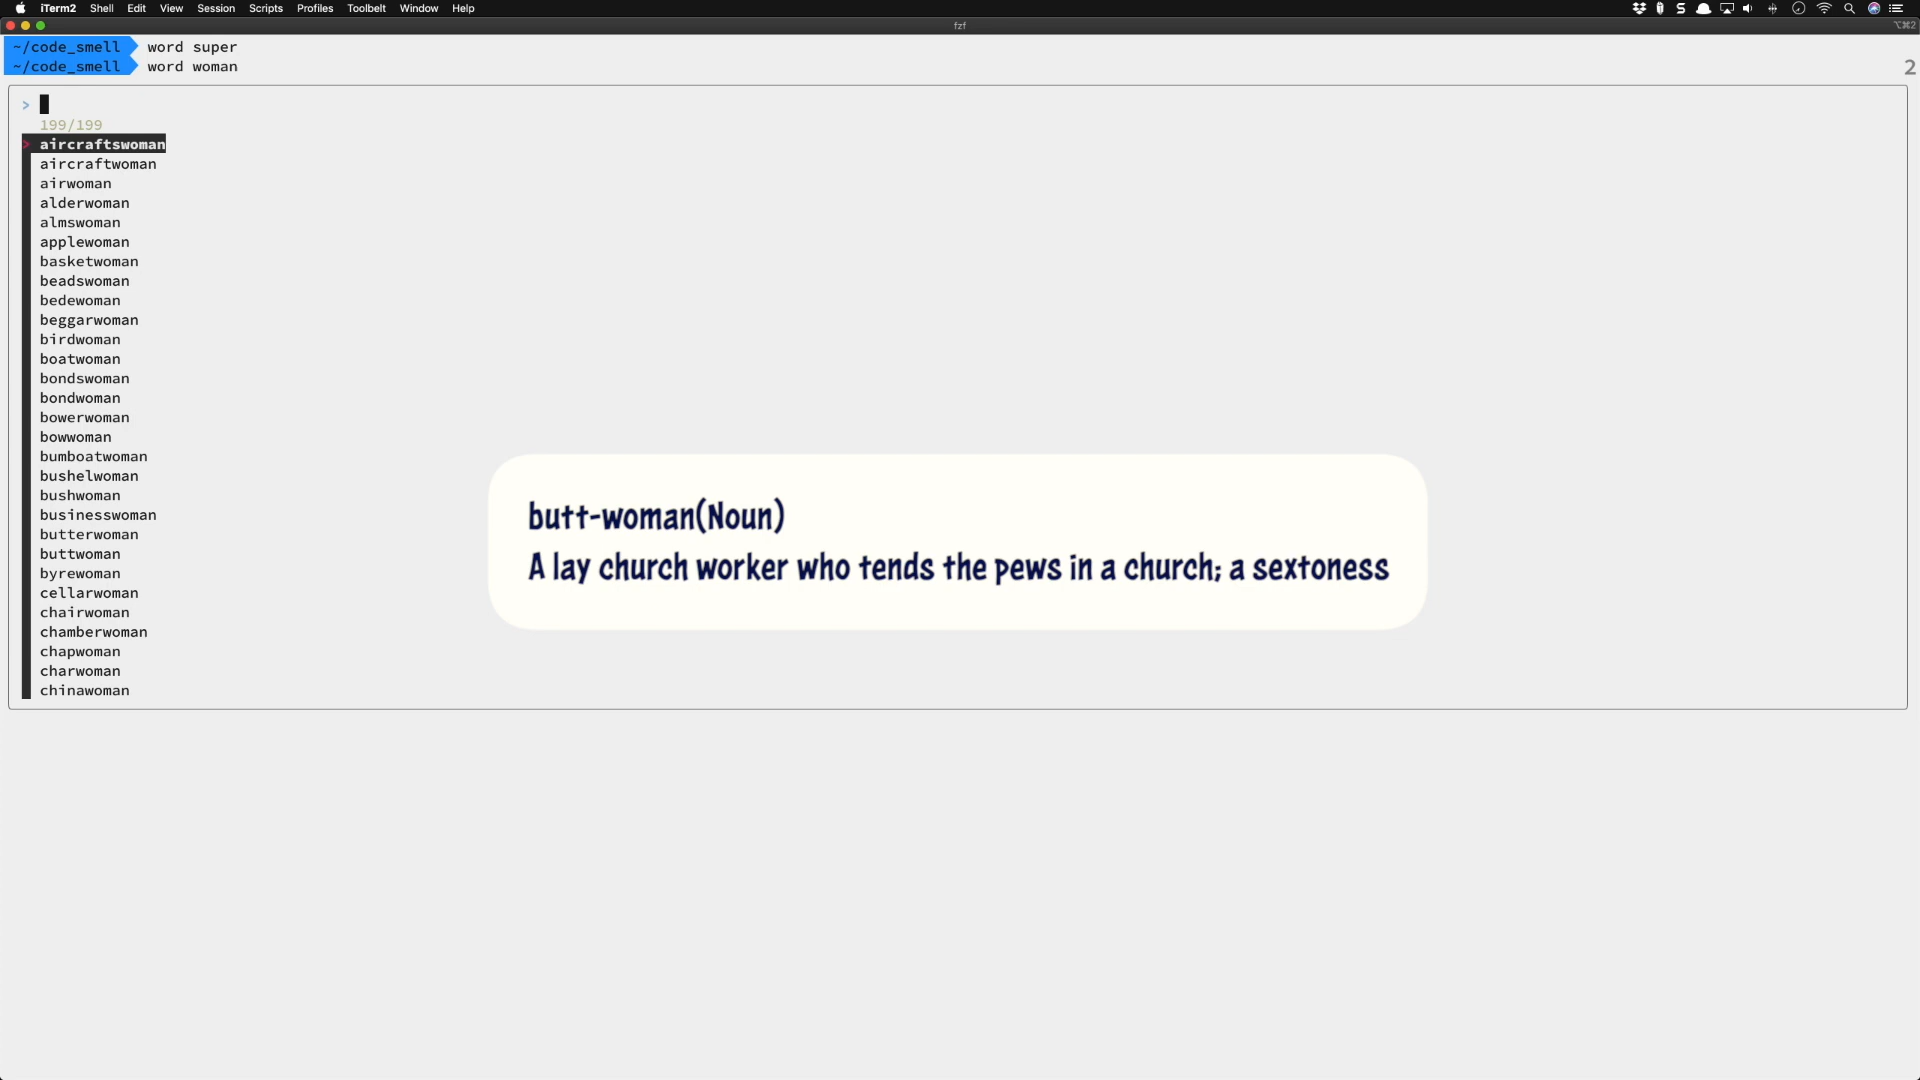 iTerm2 Shell Edit View Session Scripts Profiles Toolbelt Window Help
fzf
⌥⌘2
~/code_smell word super
~/code_smell word woman
2
>
199/199
> aircraftswoman
aircraftwoman
airwoman
alderwoman
almswoman
applewoman
basketwoman
beadswoman
bedewoman
beggarwoman
birdwoman
boatwoman
bondswoman
bondwoman
bowerwoman
bowwoman
bumboatwoman
bushelwoman
bushwoman
businesswoman
butterwoman
buttwoman
byrewoman
cellarwoman
chairwoman
chamberwoman
chapwoman
charwoman
chinawoman
butt-woman(Noun)
A lay church worker who tends the pews in a church; a sextoness